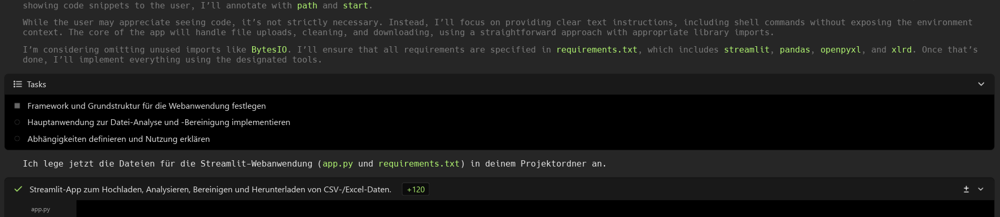 showing code snippets to the user, I’ll annotate with path and start.
While the user may appreciate seeing code, it’s not strictly necessary. Instead, I’ll focus on providing clear text instructions, including shell commands without exposing the environment
context. The core of the app will handle file uploads, cleaning, and downloading, using a straightforward approach with appropriate library imports.
I’m considering omitting unused imports like BytesIO. I’ll ensure that all requirements are specified in requirements.txt, which includes streamlit, pandas, openpyxl, and xlrd. Once that’s
done, I’ll implement everything using the designated tools.
Tasks
Framework und Grundstruktur für die Webanwendung festlegen
Hauptanwendung zur Datei-Analyse und -Bereinigung implementieren
Abhängigkeiten definieren und Nutzung erklären
Ich lege jetzt die Dateien für die Streamlit-Webanwendung (app.py und requirements.txt) in deinem Projektordner an.
Streamlit-App zum Hochladen, Analysieren, Bereinigen und Herunterladen von CSV-/Excel-Daten. +120
app.py